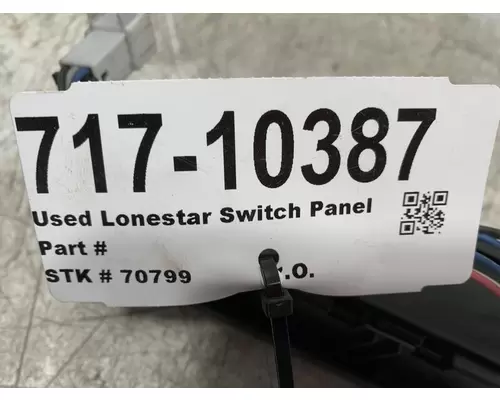 717-10387
Used Lonestar Switch Panel
Part #
STK # 70799 r.o.